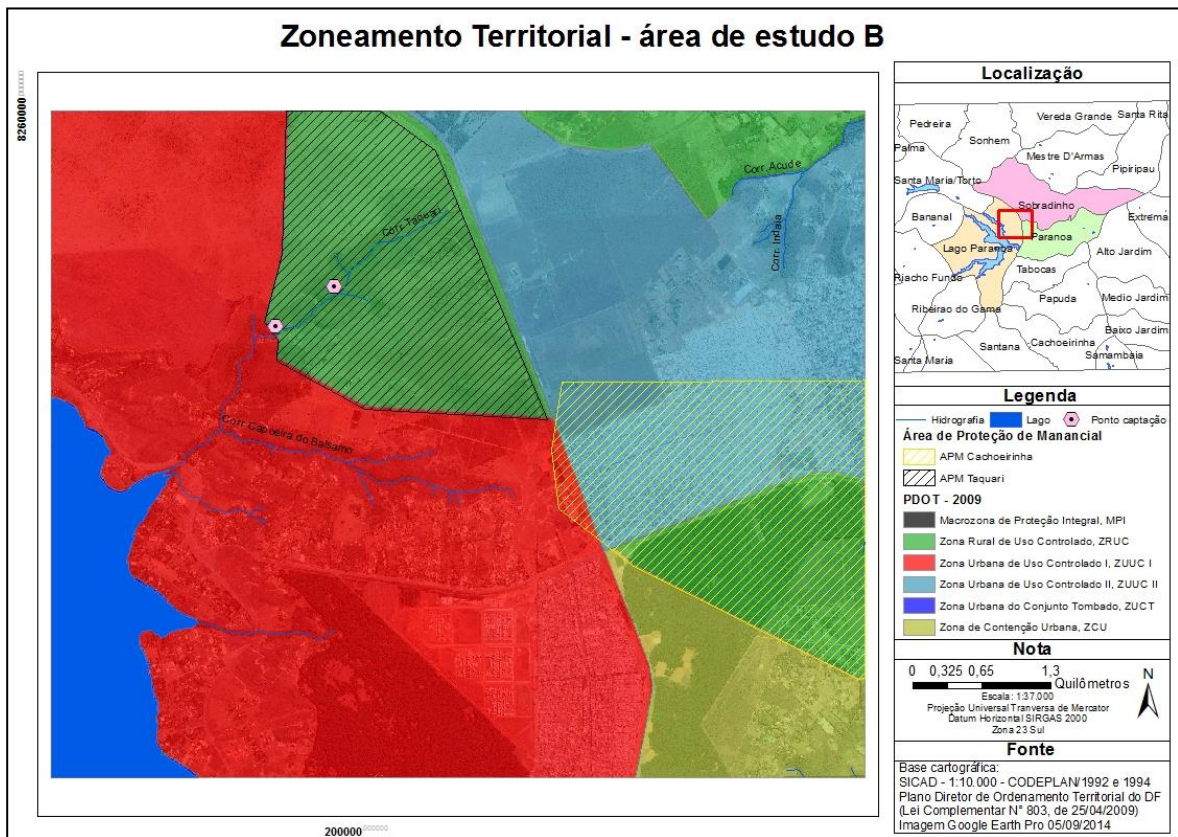 Zoneamento Territorial - área de estudo B
8260000
Corr. Taquari
Corr. Acude
Corr. Indaia
Corr. Capoeira do Balsamo
200000
Localização
Pedreira
Sonhem
Vereda Grande
Santa Rita
Palma
Mestre D'Armas
Pipiripau
Santa Maria/Torto
Sobradinho
Bananal
Extrema
Paranoa
Lago Paranoa
Alto Jardim
Riacho Fundo
Tabocas
Ribeirao do Gama
Papuda
Medio Jardim
Santana
Cachoeirinha
Baixo Jardim
Santa Maria
Samambaia
Legenda
Hidrografia
Lago
Ponto captação
Área de Proteção de Manancial
APM Cachoeirinha
APM Taquari
PDOT - 2009
Macrozona de Proteção Integral, MPI
Zona Rural de Uso Controlado, ZRUC
Zona Urbana de Uso Controlado I, ZUUC I
Zona Urbana de Uso Controlado II, ZUUC II
Zona Urbana do Conjunto Tombado, ZUCT
Zona de Contenção Urbana, ZCU
Nota
0 0,325 0,65 1,3
Quilômetros
N
Escala: 1:37.000
Projeção Universal Tranversa de Mercator
Datum Horizontal SIRGAS 2000
Zona 23 Sul
Fonte
Base cartográfica:
SICAD - 1:10.000 - CODEPLAN/1992 e 1994
Plano Diretor de Ordenamento Territorial do DF
(Lei Complementar N° 803, de 25/04/2009)
Imagem Google Earth Pro 05/09/2014